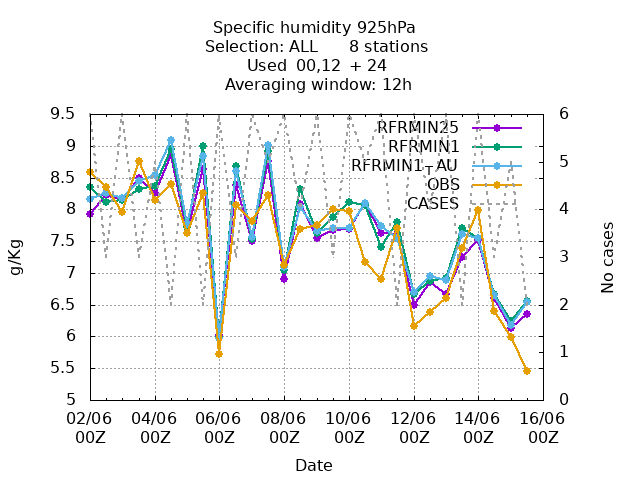 Specific humidity 925hPa
Selection: ALL 8 stations
Used 00,12 + 24
Averaging window: 12h
RFRMIN25
RFRMIN1
RFRMIN1_AU
OBS
CASES
9.5
9
8.5
8
7.5
7
6.5
6
5.5
5
6
5
4
3
2
1
0
g/Kg
No cases
02/06 00Z
04/06 00Z
06/06 00Z
08/06 00Z
10/06 00Z
12/06 00Z
14/06 00Z
16/06 00Z
Date